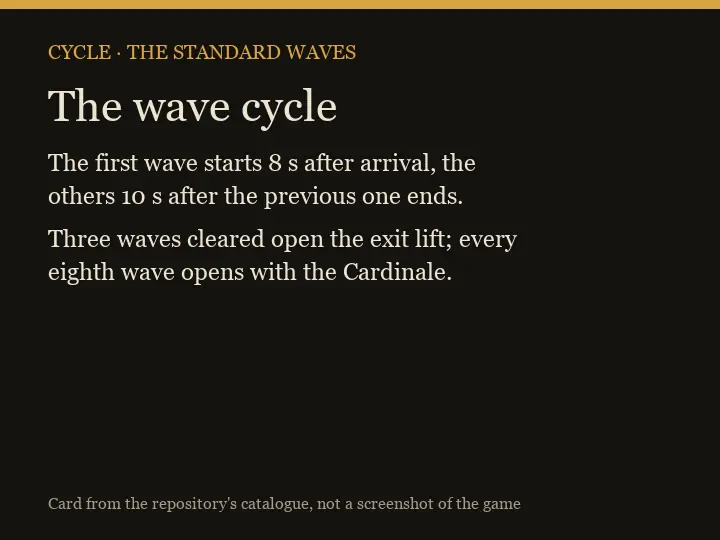 CYCLE · THE STANDARD WAVES
The wave cycle
The first wave starts 8 s after arrival, the
others 10 s after the previous one ends.
Three waves cleared open the exit lift; every
eighth wave opens with the Cardinale.
Card from the repository's catalogue, not a screenshot of the game